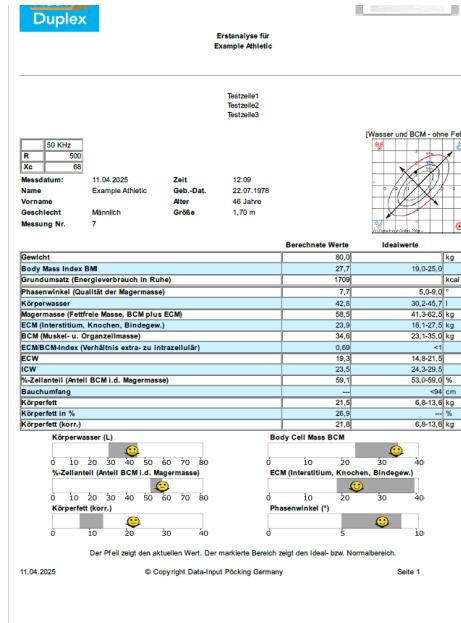 Duplex
Erstanalyse für
Example Athletic
Testzeile1
Testzeile2
Testzeile3
[Wasser und BCM - ohne Fet
50 KHz
R 500
Xc 68
Messdatum: 11.04.2025 Zeit 12:09
Name Example Athletic Geb.-Dat. 22.07.1978
Vorname Alter 46 Jahre
Geschlecht Männlich Größe 1,70 m
Messung Nr. 7
Berechnete Werte Idealwerte
Gewicht 80,0 kg
Body Mass Index BMI 27,7 19,0-25,0
Grundumsatz (Energieverbrauch in Ruhe) 1709 kcal
Phasenwinkel (Qualität der Magermasse) 7,7 5,0-9,0 °
Körperwasser 42,8 30,2-45,7 l
Magermasse (Fettfreie Masse, BCM plus ECM) 58,5 41,3-62,5 kg
ECM (Interstitium, Knochen, Bindegew.) 23,9 18,1-27,5 kg
BCM (Muskel- u. Organzellmasse) 34,6 23,1-35,0 kg
ECM/BCM-Index (Verhältnis extra- zu intrazellulär) 0,69 <1
ECW 19,3 14,8-21,5
ICW 23,5 24,3-29,5
%-Zellanteil (Anteil BCM i.d. Magermasse) 59,1 53,0-59,0 %
Bauchumfang --- <94 cm
Körperfett 21,5 6,8-13,6 kg
Körperfett in % 26,9 --- %
Körperfett (korr.) 21,8 6,8-13,6 kg
Körperwasser (L) Body Cell Mass BCM
0 10 20 30 40 50 60 70 80 0 10 20 30 40
%-Zellanteil (Anteil BCM i.d. Magermasse) ECM (Interstitium, Knochen, Bindegew.)
0 10 20 30 40 50 60 70 80 0 10 20 30 40
Körperfett (korr.) Phasenwinkel (°)
0 10 20 30 40 0 5 10
Der Pfeil zeigt den aktuellen Wert. Der markierte Bereich zeigt den Ideal- bzw. Normalbereich.
11.04.2025 © Copyright Data-Input Pöcking Germany Seite 1